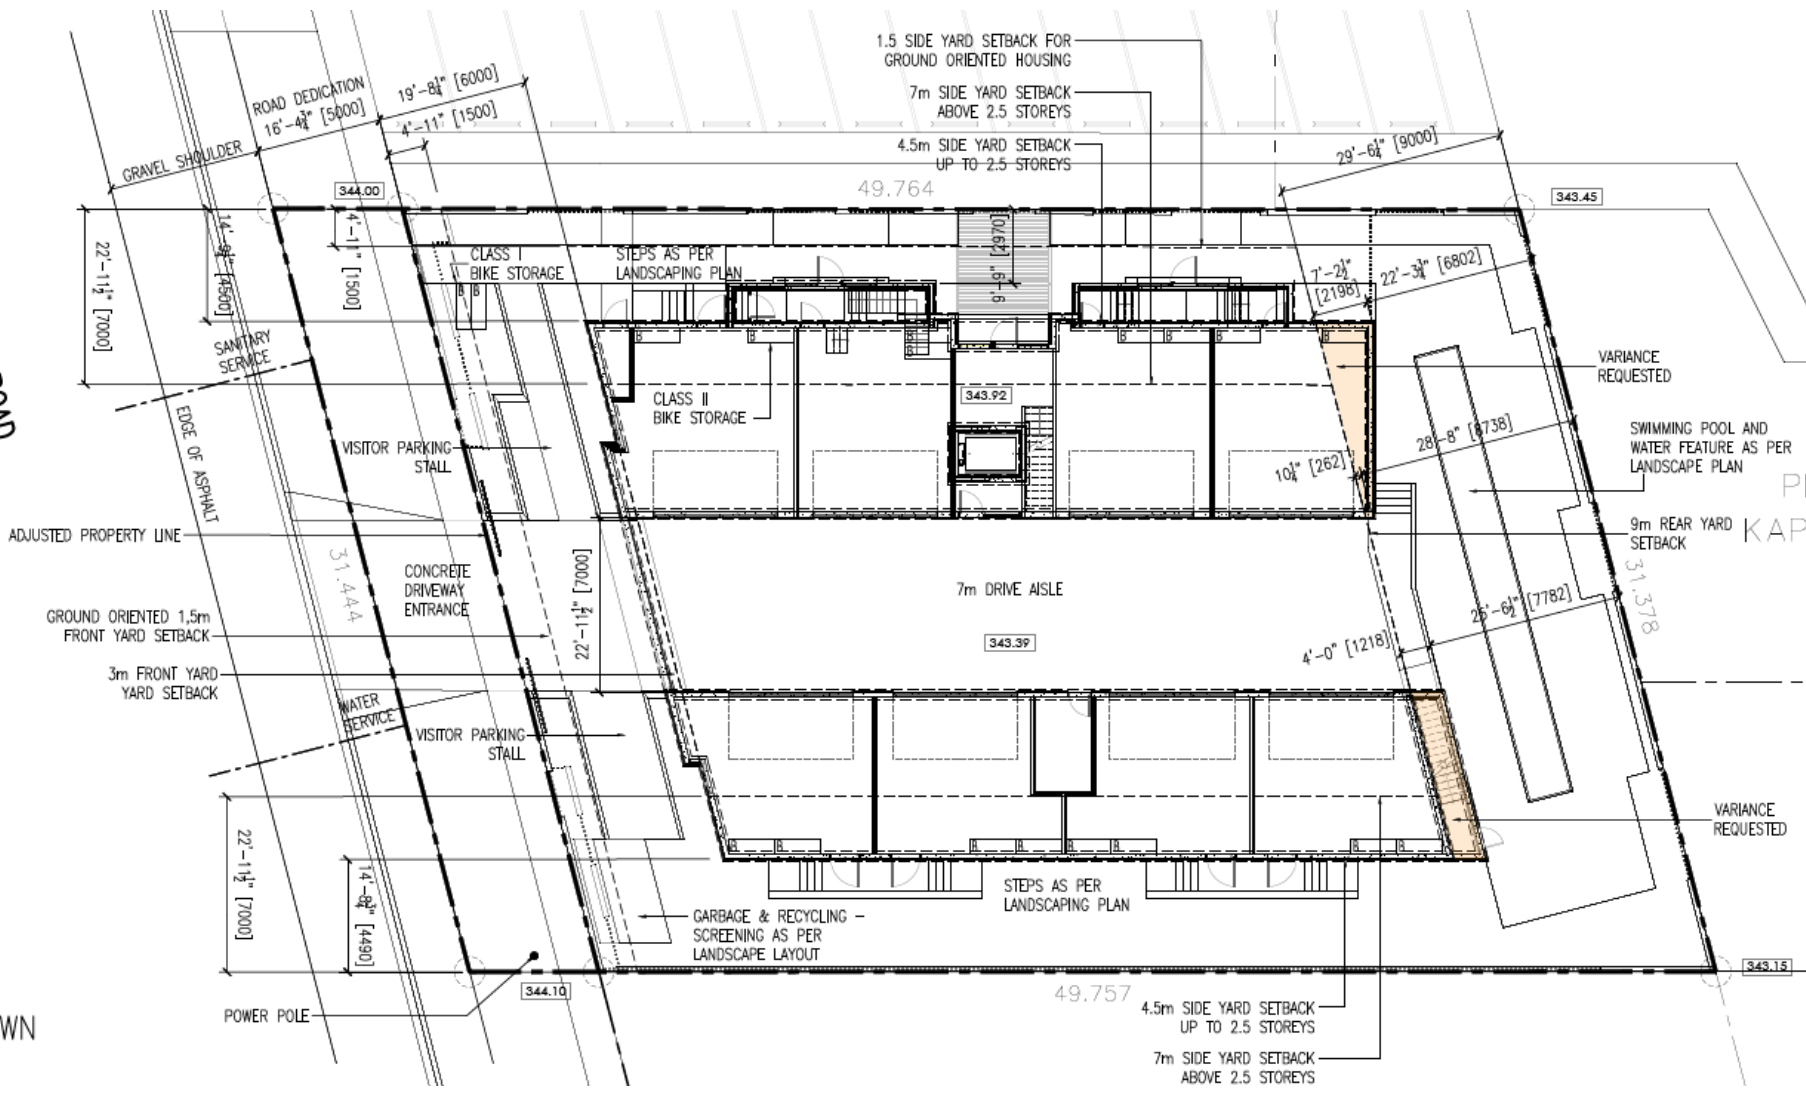 1.5 SIDE YARD SETBACK FOR
GROUND ORIENTED HOUSING
7m SIDE YARD SETBACK
ABOVE 2.5 STOREYS
4.5m SIDE YARD SETBACK
UP TO 2.5 STOREYS
19'-8¼" [6000]
ROAD DEDICATION
16'-4¾" [5000]
4'-11" [1500]
GRAVEL SHOULDER
29'-6¼" [9000]
344.00
49.764
343.45
14'-9¼" [4500]
4'-11" [1500]
22'-11½" [7000]
9'-9" [2970]
CLASS I
BIKE STORAGE
STEPS AS PER
LANDSCAPING PLAN
7'-2½"
[2198]
22'-3¾" [6802]
SANITARY
SERVICE
VARIANCE
REQUESTED
343.92
CLASS II
BIKE STORAGE
EDGE OF ASPHALT
VISITOR PARKING
STALL
28'-8" [8738]
10¼" [262]
SWIMMING POOL AND
WATER FEATURE AS PER
LANDSCAPE PLAN
ADJUSTED PROPERTY LINE
9m REAR YARD
SETBACK
KAP
31.444
CONCRETE
DRIVEWAY
ENTRANCE
22'-11½" [7000]
7m DRIVE AISLE
31.378
25'-6½" [7782]
GROUND ORIENTED 1,5m
FRONT YARD SETBACK
343.39
4'-0" [1218]
3m FRONT YARD
YARD SETBACK
WATER
SERVICE
VISITOR PARKING
STALL
VARIANCE
REQUESTED
22'-11½" [7000]
14'-8¾" [4490]
STEPS AS PER
LANDSCAPING PLAN
GARBAGE & RECYCLING –
SCREENING AS PER
LANDSCAPE LAYOUT
343.15
344.10
49.757
POWER POLE
4.5m SIDE YARD SETBACK
UP TO 2.5 STOREYS
WN
7m SIDE YARD SETBACK
ABOVE 2.5 STOREYS